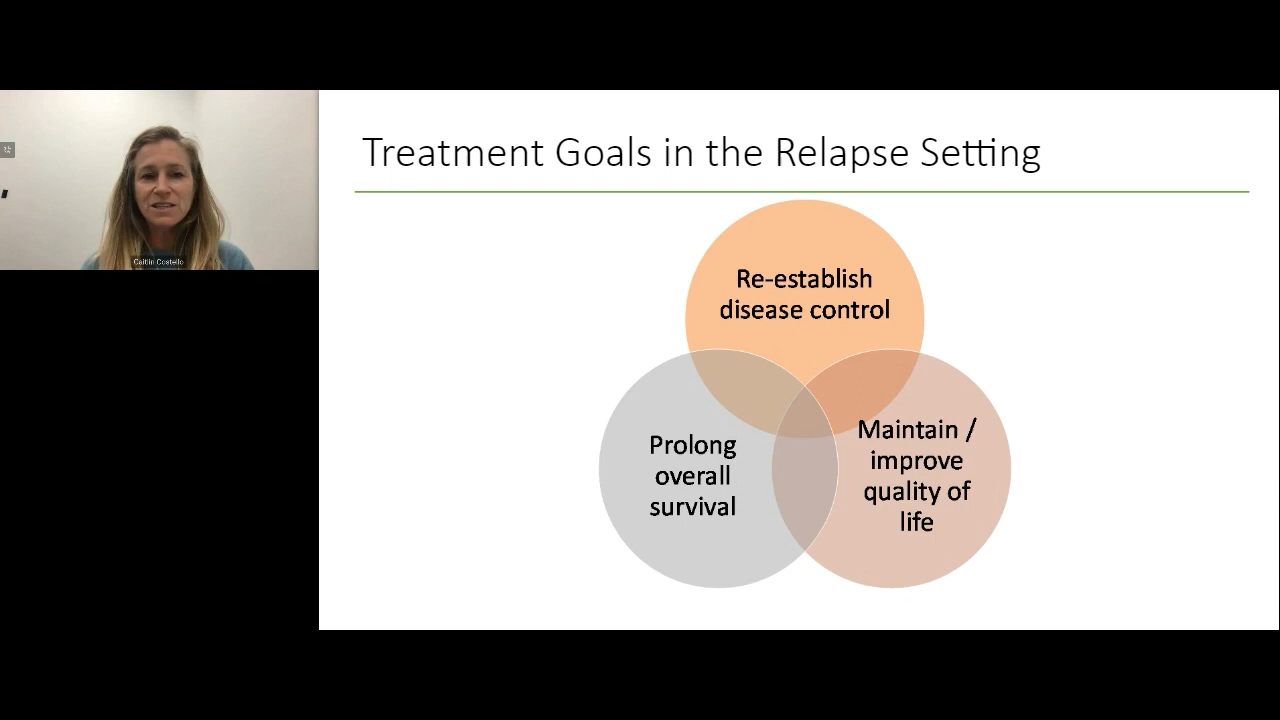 Caitlin Costello
Treatment Goals in the Relapse Setting
Re-establish
disease control
Prolong
overall
survival
Maintain /
improve
quality of
life